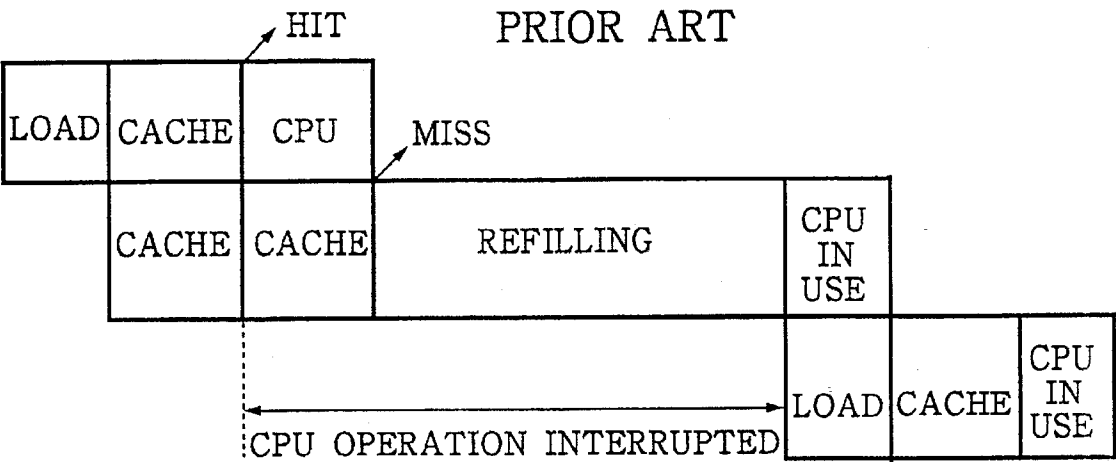 HIT
PRIOR ART
LOAD CACHE CPU
MISS
CACHE CACHE REFILLING
CPU
IN
USE
LOAD CACHE
CPU
IN
USE
CPU OPERATION INTERRUPTED